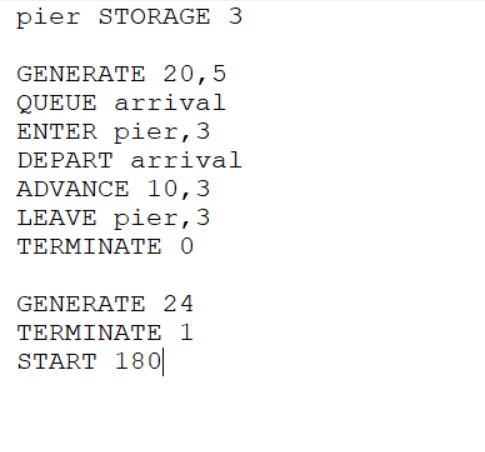 pier STORAGE 3
GENERATE 20,5
QUEUE arrival
ENTER pier,3
DEPART arrival
ADVANCE 10,3
LEAVE pier,3
TERMINATE 0
GENERATE 24
TERMINATE 1
START 180